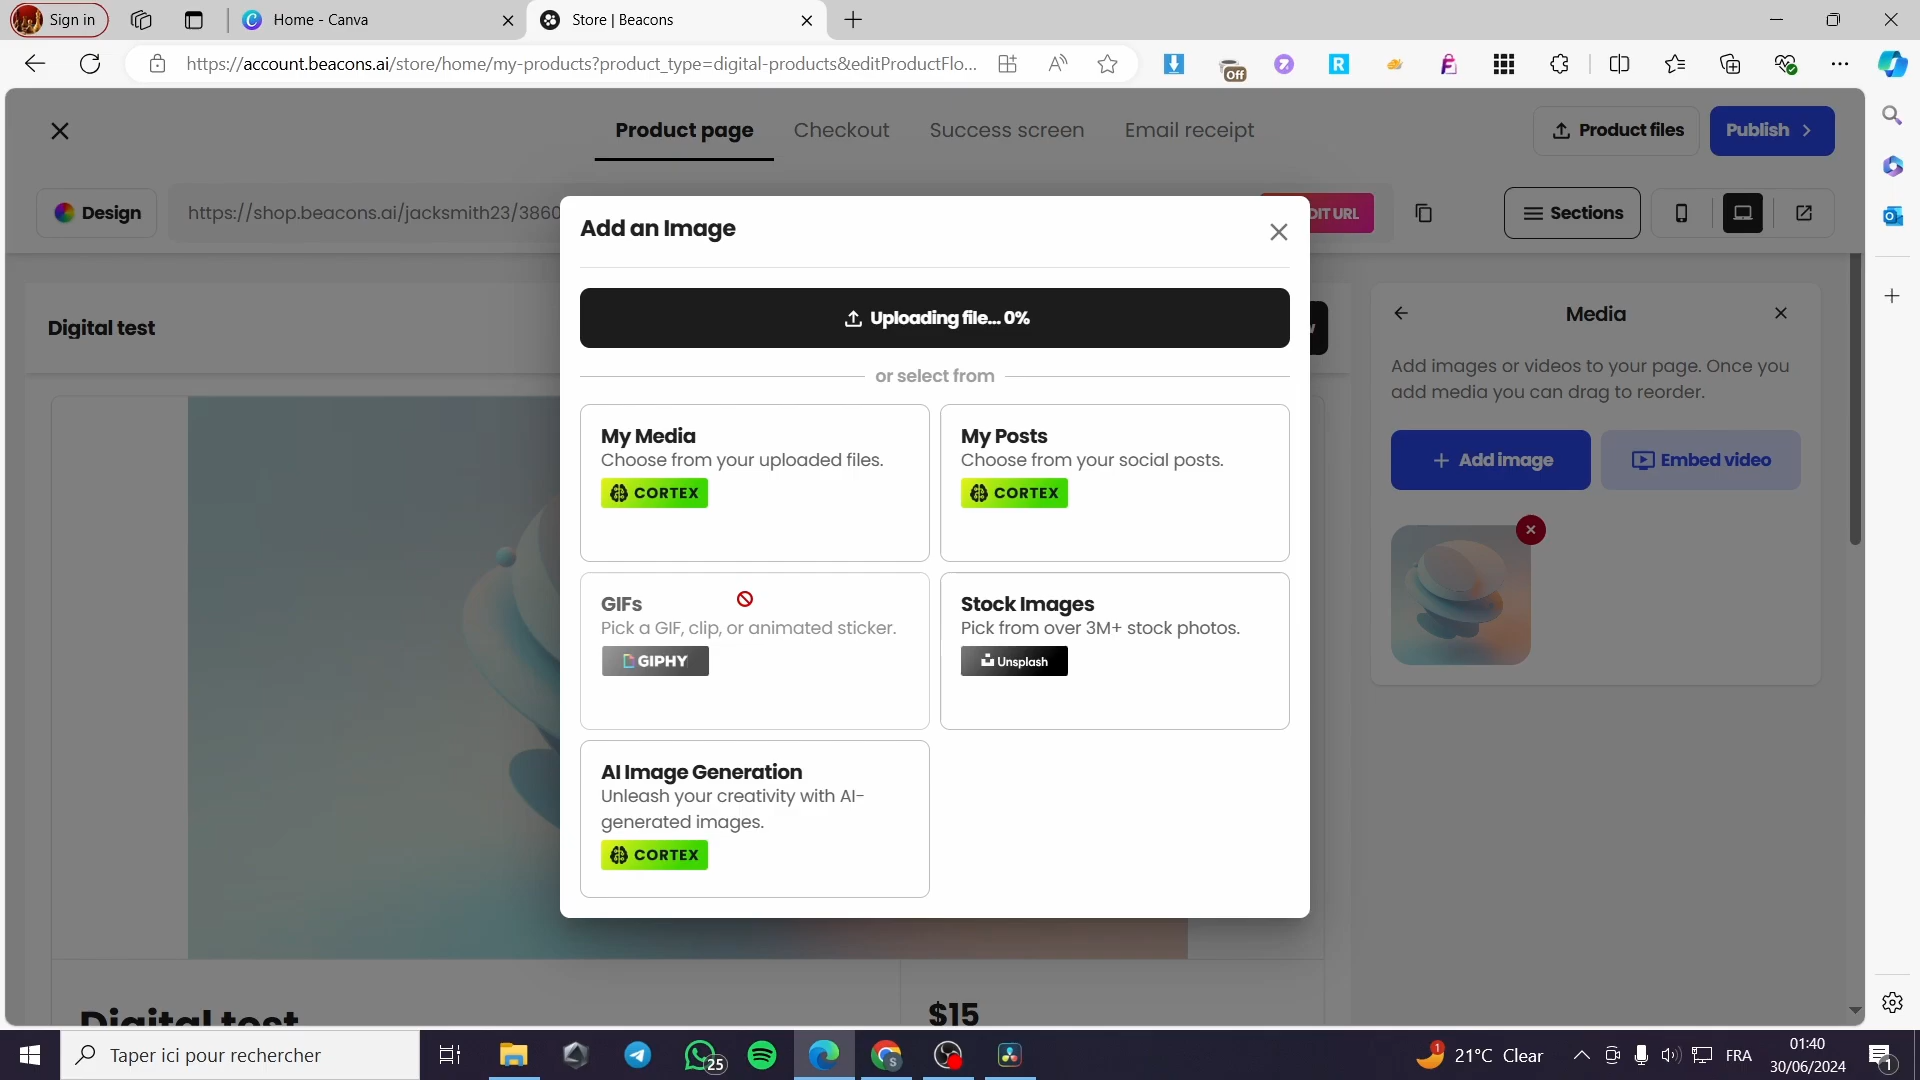 Sign in
Home - Canva
Store | Beacons
https://account.beacons.ai/store/home/my-products?product_type=digital-products&editProductFlo...
Off
Product page
Checkout
Success screen
Email receipt
Product files
Publish
Design
https://shop.beacons.ai/jacksmith23/3860
DIT URL
Sections
Add an Image
Uploading file... 0%
or select from
My Media
Choose from your uploaded files.
CORTEX
My Posts
Choose from your social posts.
CORTEX
GIFs
Pick a GIF, clip, or animated sticker.
GIPHY
Stock Images
Pick from over 3M+ stock photos.
Unsplash
AI Image Generation
Unleash your creativity with AI-
generated images.
CORTEX
Digital test
Media
Add images or videos to your page. Once you
add media you can drag to reorder.
Add image
Embed video
Digital test
$15
Taper ici pour rechercher
25
1
21°C Clear
FRA
01:40
30/06/2024
1